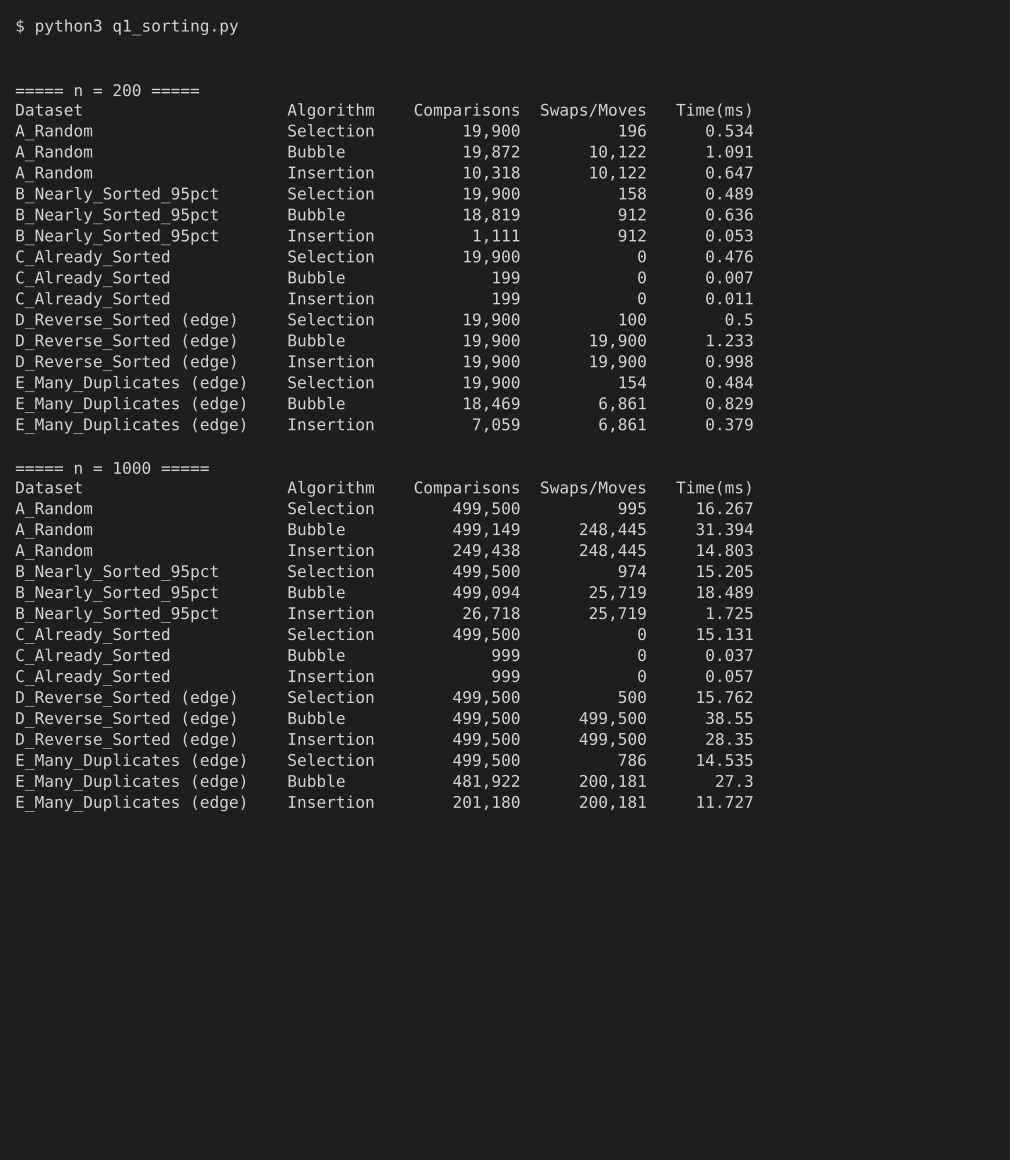 $ python3 q1_sorting.py
===== n = 200 =====
Dataset Algorithm Comparisons Swaps/Moves Time(ms)
A_Random Selection 19,900 196 0.534
A_Random Bubble 19,872 10,122 1.091
A_Random Insertion 10,318 10,122 0.647
B_Nearly_Sorted_95pct Selection 19,900 158 0.489
B_Nearly_Sorted_95pct Bubble 18,819 912 0.636
B_Nearly_Sorted_95pct Insertion 1,111 912 0.053
C_Already_Sorted Selection 19,900 0 0.476
C_Already_Sorted Bubble 199 0 0.007
C_Already_Sorted Insertion 199 0 0.011
D_Reverse_Sorted (edge) Selection 19,900 100 0.5
D_Reverse_Sorted (edge) Bubble 19,900 19,900 1.233
D_Reverse_Sorted (edge) Insertion 19,900 19,900 0.998
E_Many_Duplicates (edge) Selection 19,900 154 0.484
E_Many_Duplicates (edge) Bubble 18,469 6,861 0.829
E_Many_Duplicates (edge) Insertion 7,059 6,861 0.379
===== n = 1000 =====
Dataset Algorithm Comparisons Swaps/Moves Time(ms)
A_Random Selection 499,500 995 16.267
A_Random Bubble 499,149 248,445 31.394
A_Random Insertion 249,438 248,445 14.803
B_Nearly_Sorted_95pct Selection 499,500 974 15.205
B_Nearly_Sorted_95pct Bubble 499,094 25,719 18.489
B_Nearly_Sorted_95pct Insertion 26,718 25,719 1.725
C_Already_Sorted Selection 499,500 0 15.131
C_Already_Sorted Bubble 999 0 0.037
C_Already_Sorted Insertion 999 0 0.057
D_Reverse_Sorted (edge) Selection 499,500 500 15.762
D_Reverse_Sorted (edge) Bubble 499,500 499,500 38.55
D_Reverse_Sorted (edge) Insertion 499,500 499,500 28.35
E_Many_Duplicates (edge) Selection 499,500 786 14.535
E_Many_Duplicates (edge) Bubble 481,922 200,181 27.3
E_Many_Duplicates (edge) Insertion 201,180 200,181 11.727